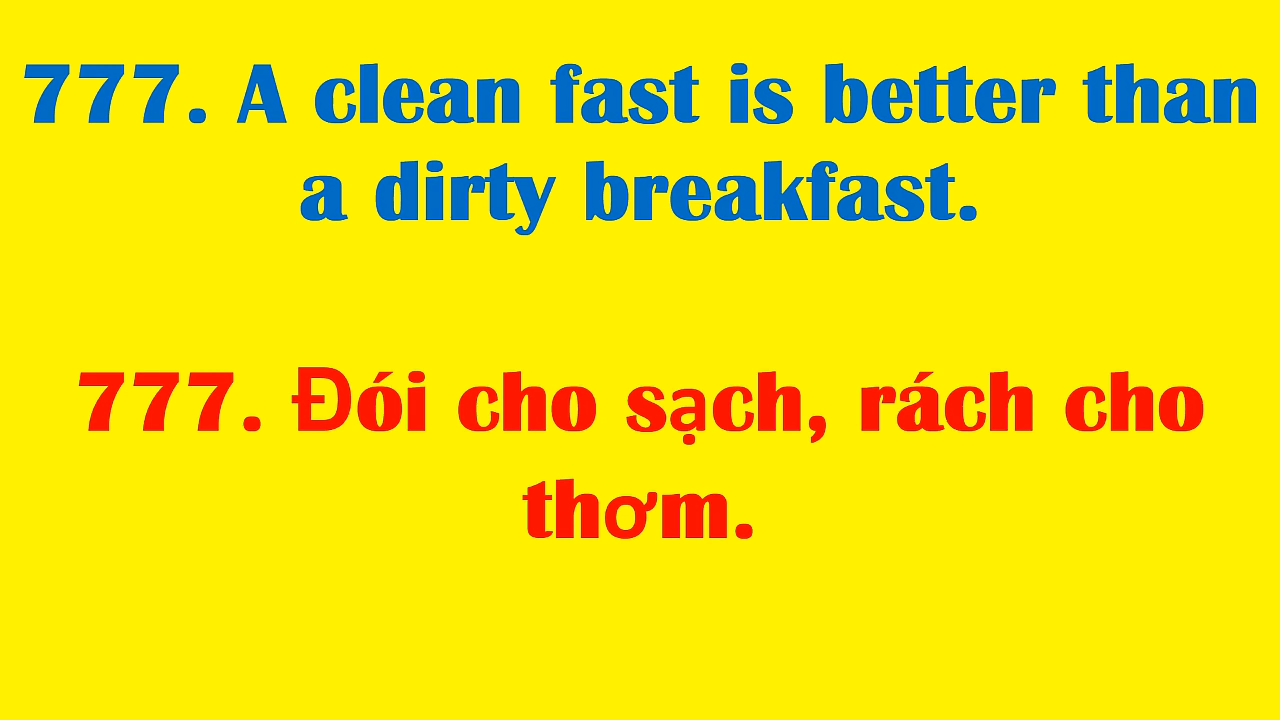 777. A clean fast is better than
a dirty breakfast.
777. Đói cho sạch, rách cho
thơm.